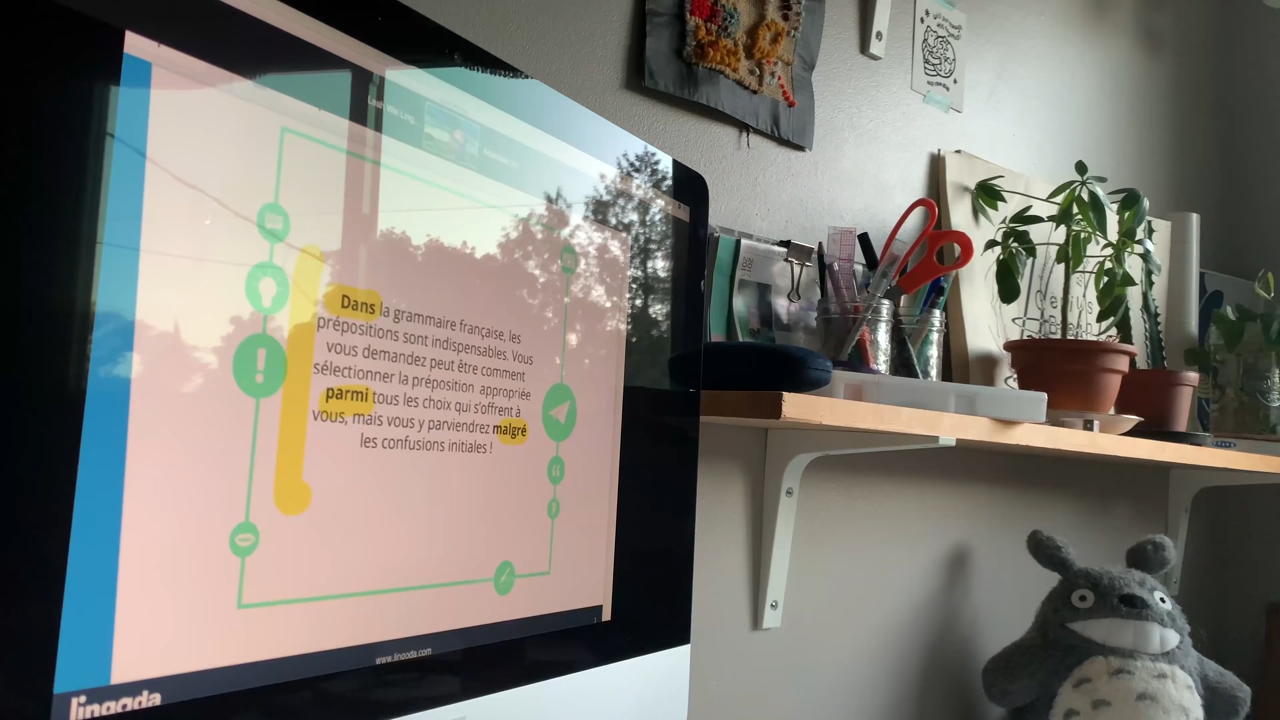 Dans la grammaire française, les
prépositions sont indispensables. Vous
vous demandez peut être comment
sélectionner la préposition appropriée
parmi tous les choix qui s'offrent à
vous, mais vous y parviendrez malgré
les confusions initiales !
www.lingoda.com
lingoda